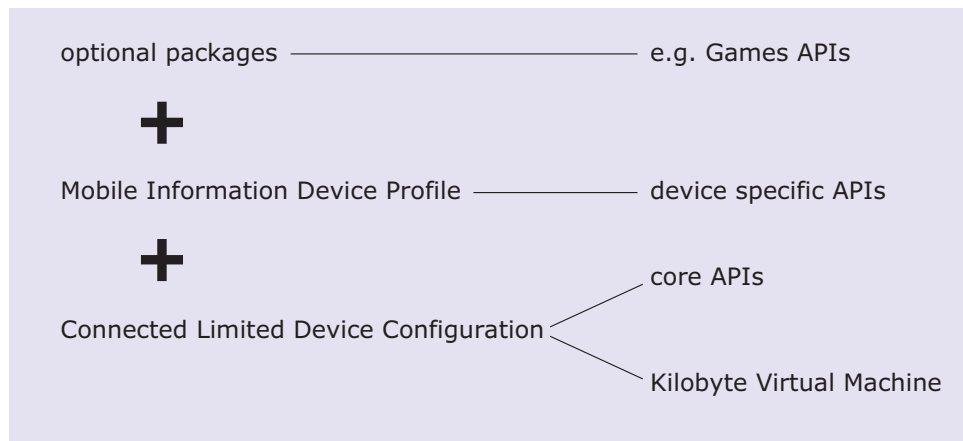 optional packages e.g. Games APIs
+
Mobile Information Device Profile device specific APIs
+
core APIs
Connected Limited Device Configuration
Kilobyte Virtual Machine